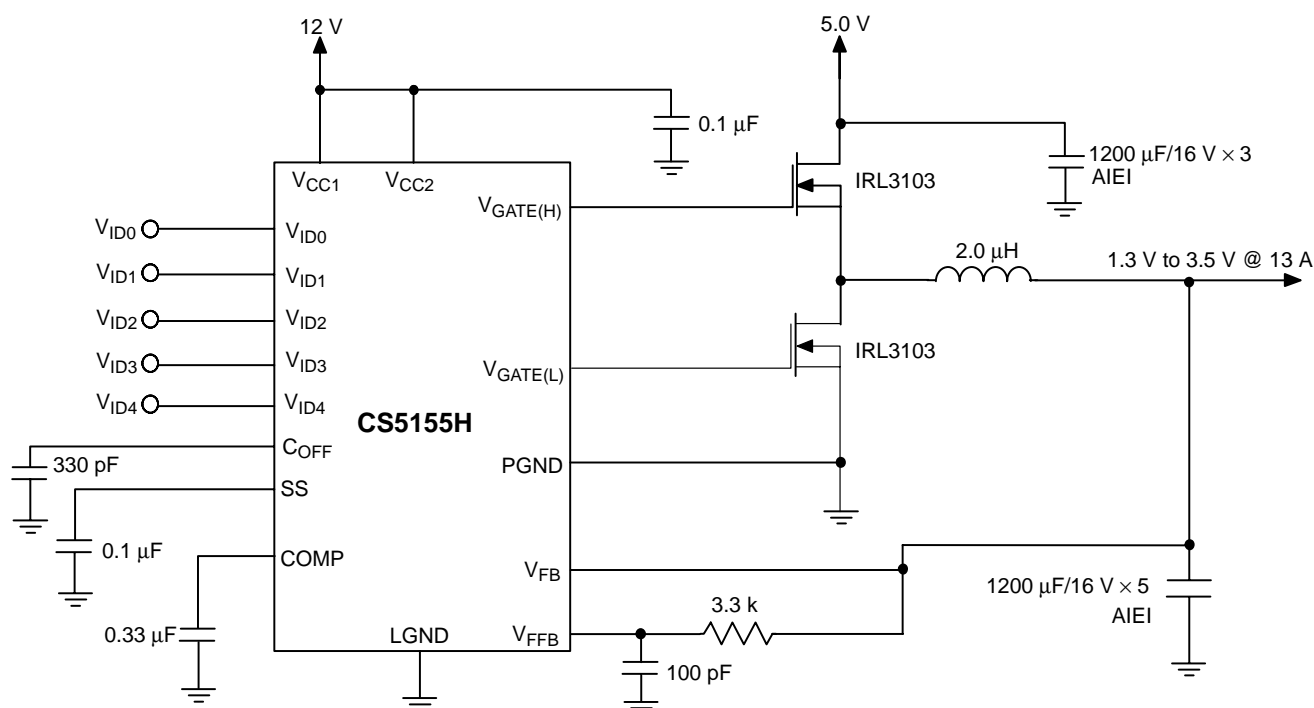 12 V
5.0 V
0.1 μF
1200 μF/16 V × 3
AIEI
VCC1
VCC2
IRL3103
VGATE(H)
VID0
VID0
2.0 μH
1.3 V to 3.5 V @ 13 A
VID1
VID1
VID2
VID2
IRL3103
VID3
VID3
VGATE(L)
VID4
VID4
CS5155H
COFF
330 pF
PGND
SS
0.1 μF
COMP
VFB
1200 μF/16 V × 5
AIEI
3.3 k
0.33 μF
LGND
VFFB
100 pF